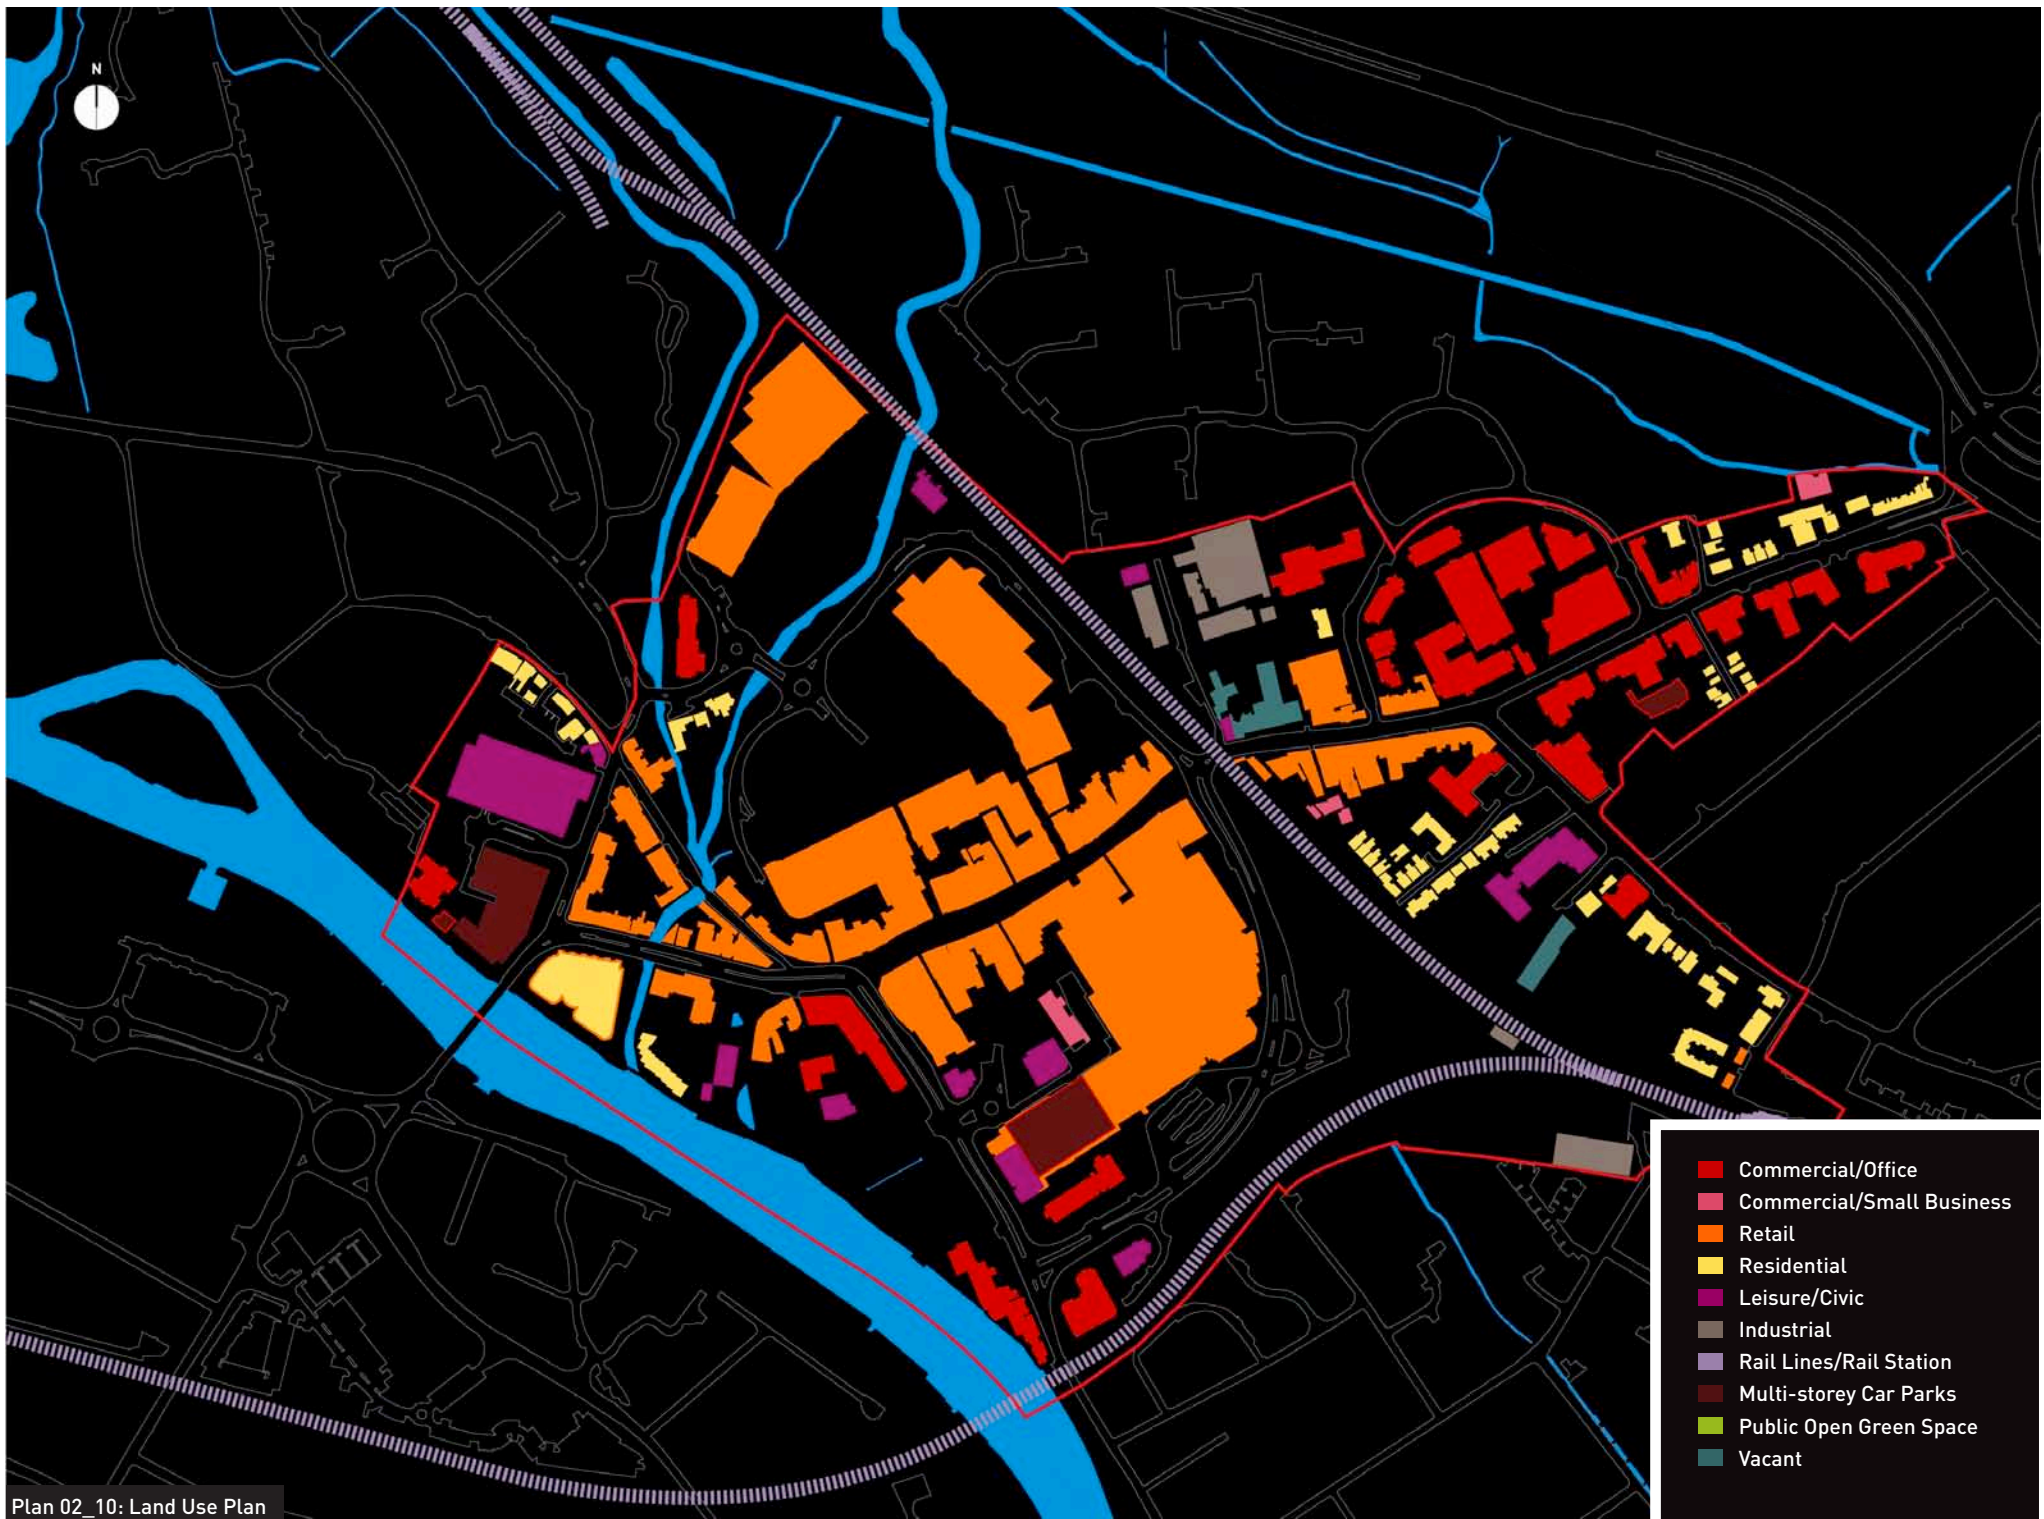 N
Commercial/Office
Commercial/Small Business
Retail
Residential
Leisure/Civic
Industrial
Rail Lines/Rail Station
Multi-storey Car Parks
Public Open Green Space
Vacant
Plan 02_10: Land Use Plan